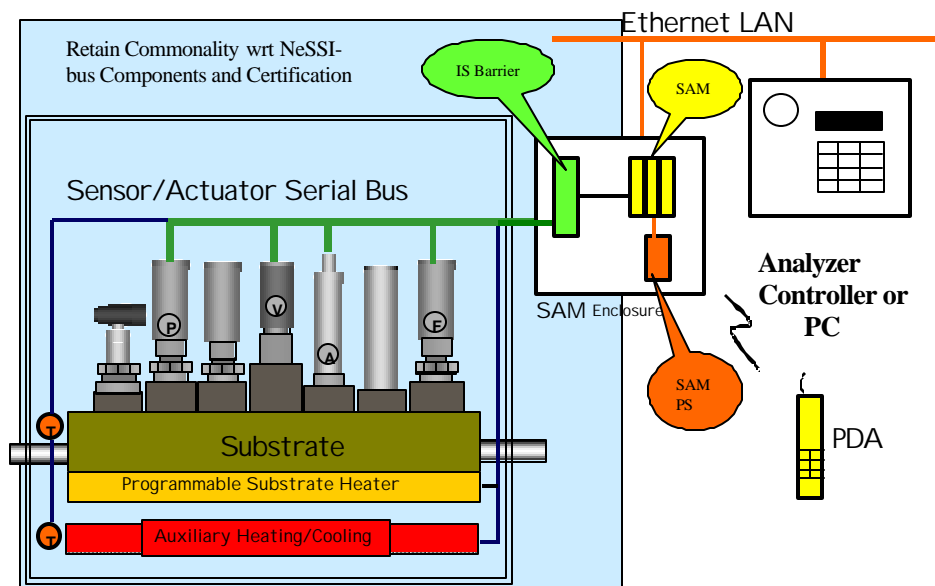 Ethernet LAN
Retain Commonality wrt NeSSI-
bus Components and Certification
IS Barrier
SAM
Sensor/Actuator Serial Bus
P
V
A
F
SAM Enclosure
Analyzer
Controller or
PC
SAM
PS
PDA
T
Substrate
Programmable Substrate Heater
T
Auxiliary Heating/Cooling